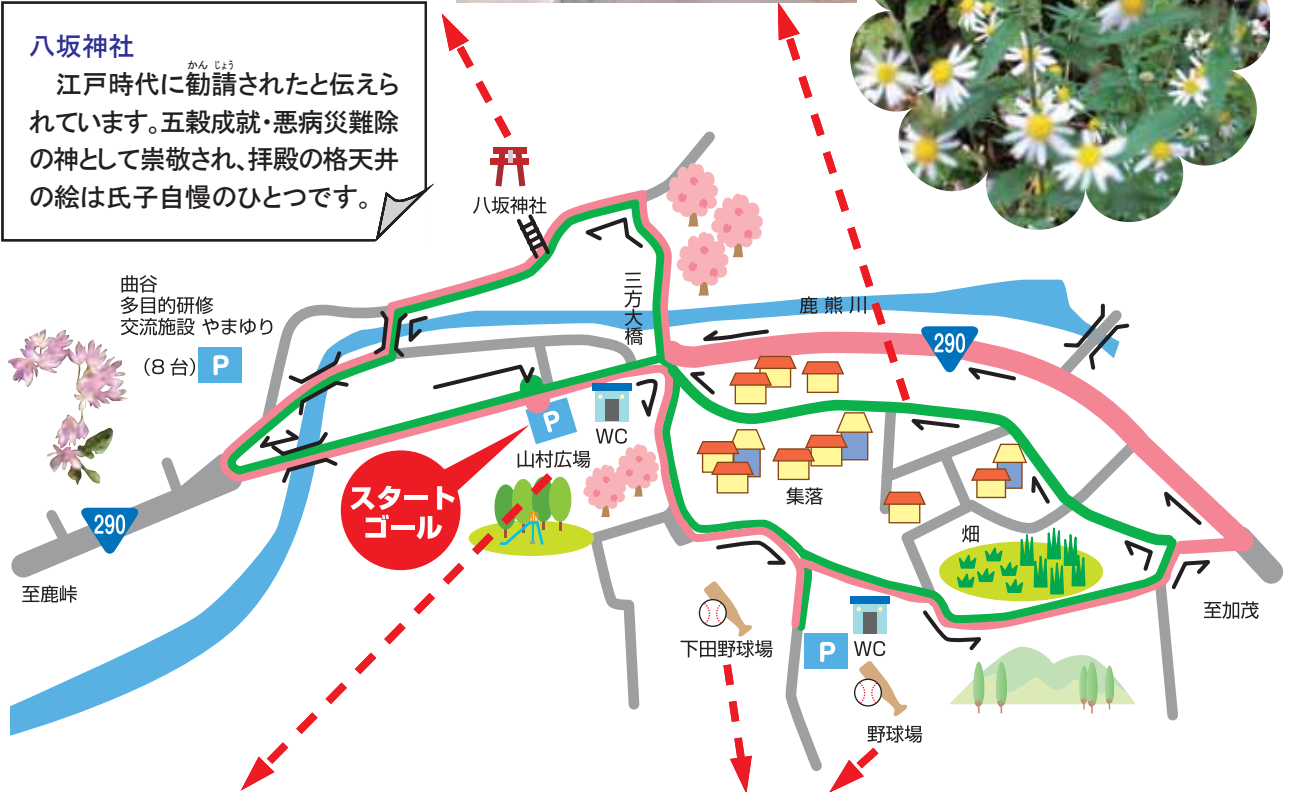 八坂神社
かん じょう
江戸時代に勧請されたと伝えら
れています。五穀成就・悪病災難除
の神として崇敬され、拝殿の格天井
の絵は氏子自慢のひとつです。
八坂神社
曲谷
多目的研修
交流施設 やまゆり
(8台) P
三方大橋
鹿熊川
290
P
WC
山村広場
スタート
ゴール
集落
畑
290
至鹿峠
至加茂
下田野球場
P
WC
野球場